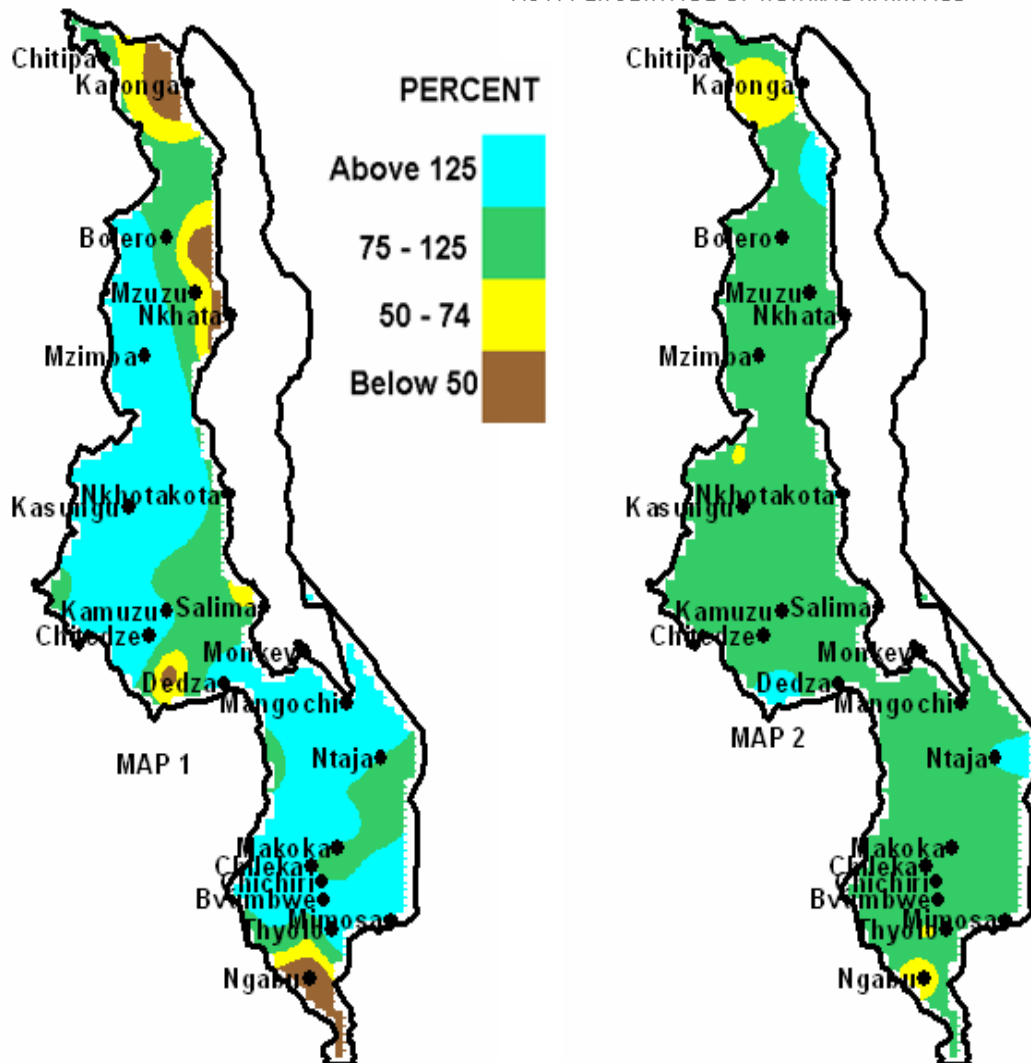 PERCENT
Above 125
75 - 125
50 - 74
Below 50
Chitipa
Karonga
Bolero
Mzuzu
Nkhata
Mzimba
Nkhotakota
Kasungu
Kamuzu
Salima
Chitedze
Monkey
Dedza
Mangochi
MAP 1
Ntaja
Makoka
Chileka
Chichiri
Bvumbwe
Mimosa
Thyolo
Ngabu
Chitipa
Karonga
Bolero
Mzuzu
Nkhata
Mzimba
Nkhotakota
Kasungu
Kamuzu
Salima
Chitedze
Monkey
Dedza
Mangochi
MAP 2
Ntaja
Makoka
Chileka
Chichiri
Bvumbwe
Mimosa
Thyolo
Ngabu